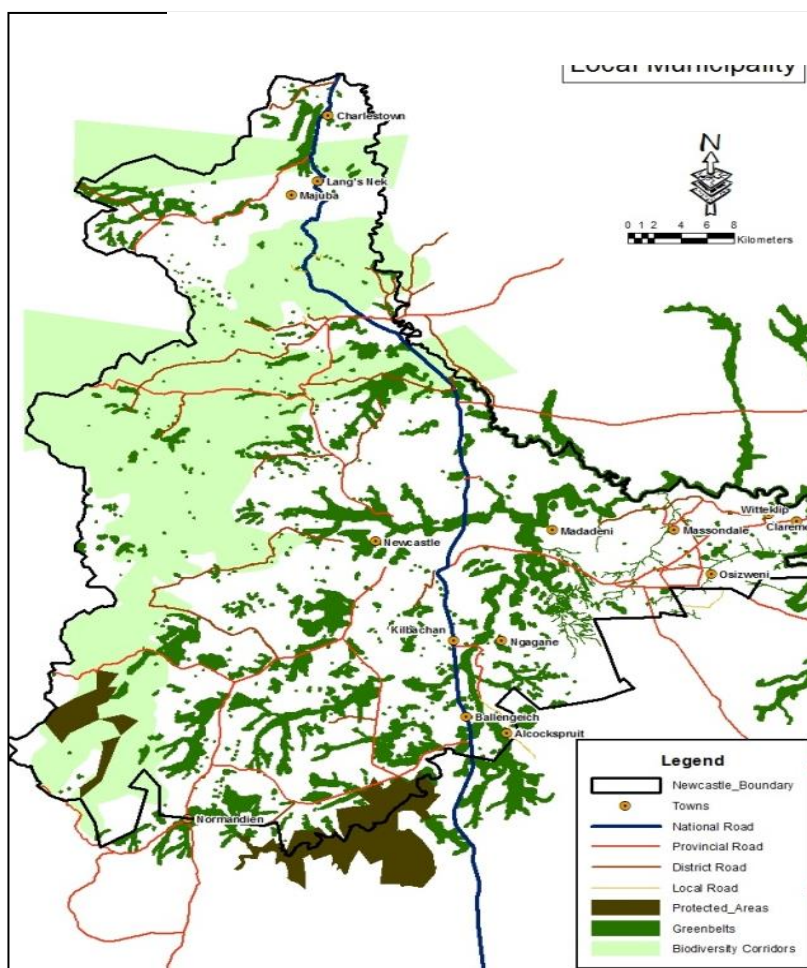 Local Municipality
Charlestown
Lang's Nek
Majuba
N
0 1 2 4 6 8
Kilometers
Witteklip
Madadeni
Massondale
Claremo
Newcastle
Osizweni
Kilbachan
Ngagane
Ballengeich
Alcockspruit
Normandien
Legend
Newcastle_Boundary
Towns
National Road
Provincial Road
District Road
Local Road
Protected_Areas
Greenbelts
Biodiversity Corridors